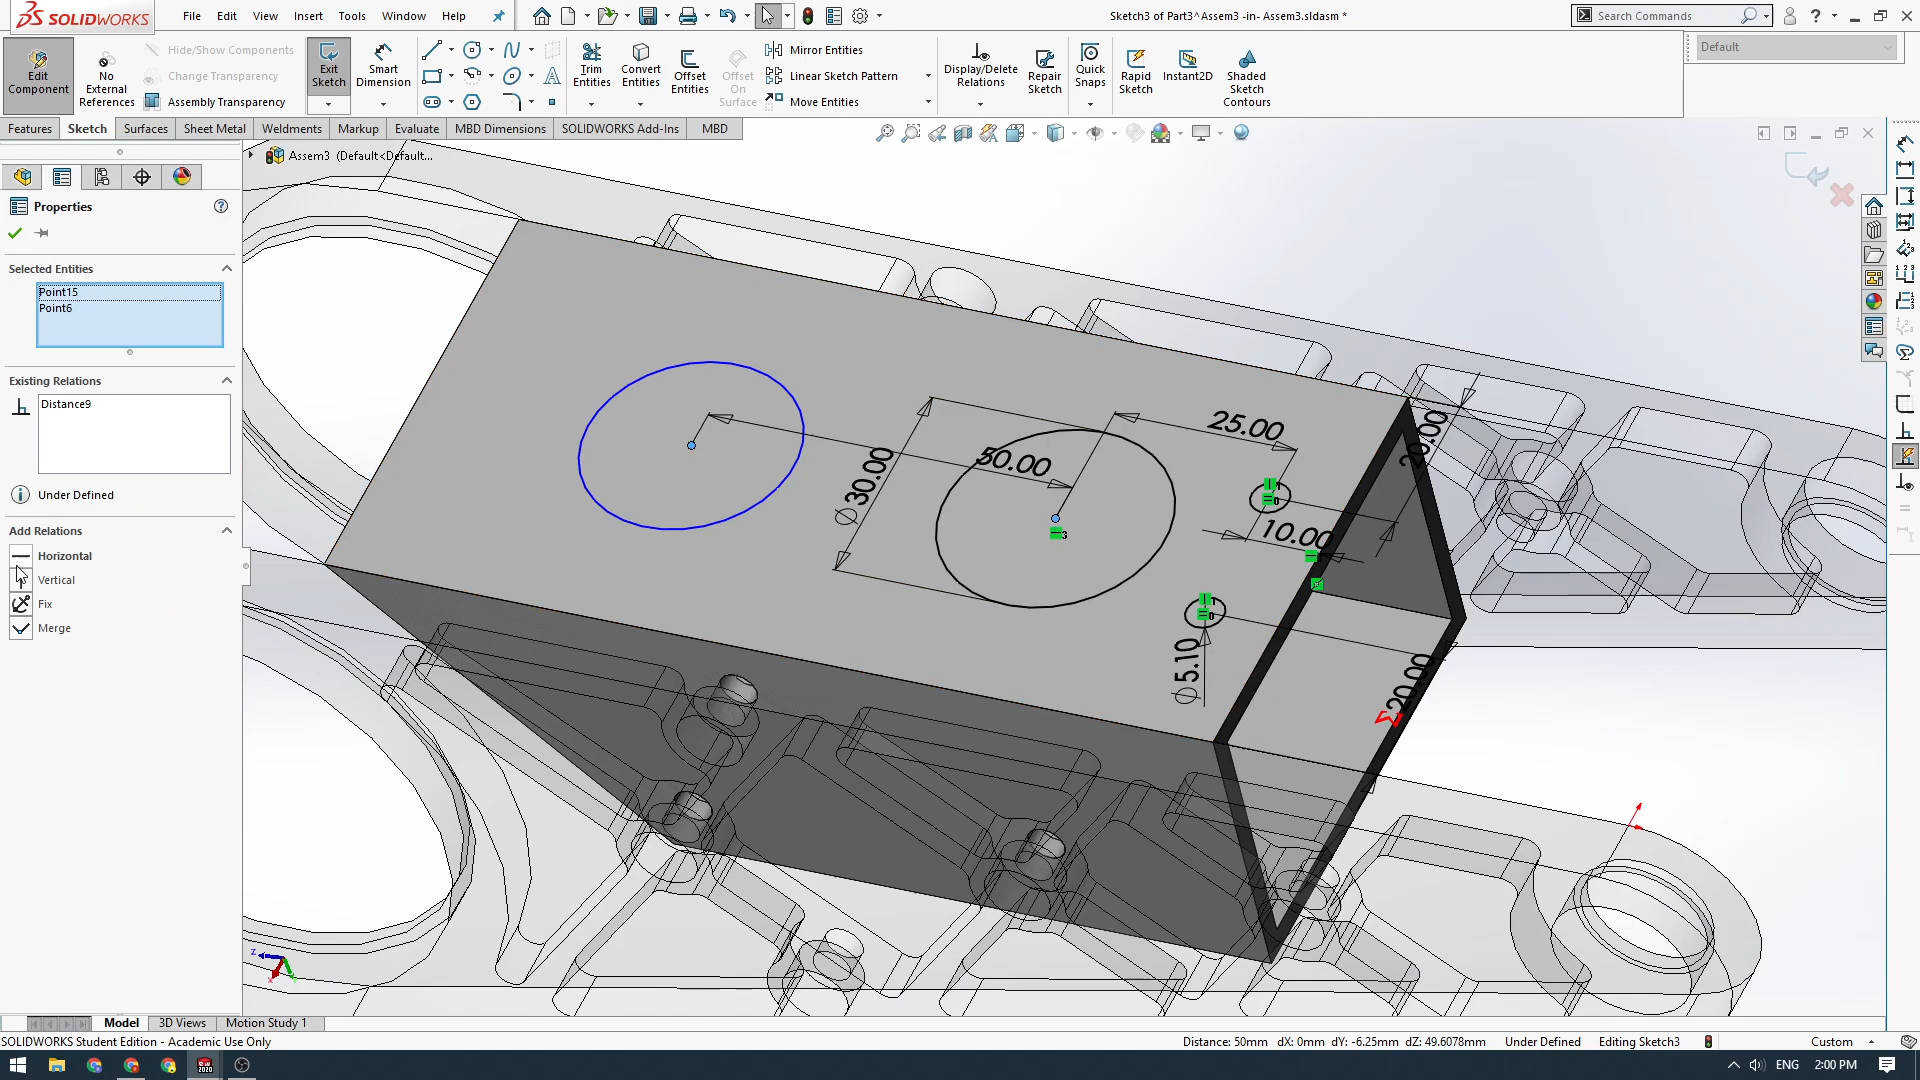 SOLIDWORKS
File Edit View Insert Tools Window Help
Sketch3 of Part3^Assem3 -in- Assem3.sldasm *
Search Commands
Edit Component
No External References
Hide/Show Components
Change Transparency
Assembly Transparency
Exit Sketch
Smart Dimension
Trim Entities
Convert Entities
Offset Entities
Offset On Surface
Mirror Entities
Linear Sketch Pattern
Move Entities
Display/Delete Relations
Repair Sketch
Quick Snaps
Rapid Sketch
Instant2D
Shaded Sketch Contours
Default
Features Sketch Surfaces Sheet Metal Weldments Markup Evaluate MBD Dimensions SOLIDWORKS Add-Ins MBD
Assem3 (Default<Default...
Properties
Selected Entities
Point15
Point6
Existing Relations
Distance9
Under Defined
Add Relations
Horizontal
Vertical
Fix
Merge
25.00
20.00
50.00
Ø30.00
10.00
Ø5.10
20.00
Model 3D Views Motion Study 1
SOLIDWORKS Student Edition - Academic Use Only
Distance: 50mm dX: 0mm dY: -6.25mm dZ: 49.6078mm Under Defined Editing Sketch3 Custom
ENG 2:00 PM